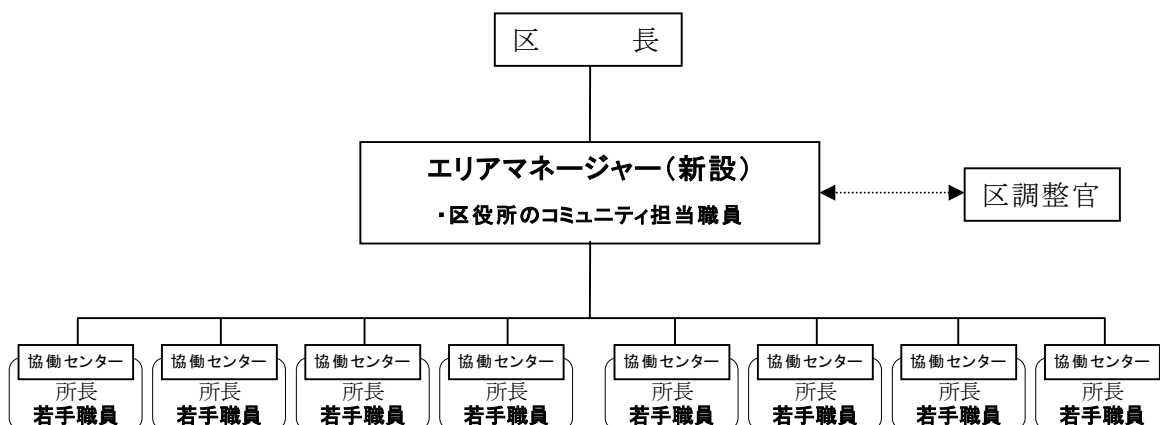 区　　　長
エリアマネージャー（新設）
・区役所のコミュニティ担当職員
区調整官
協働センター
所長
若手職員
協働センター
所長
若手職員
協働センター
所長
若手職員
協働センター
所長
若手職員
協働センター
所長
若手職員
協働センター
所長
若手職員
協働センター
所長
若手職員
協働センター
所長
若手職員